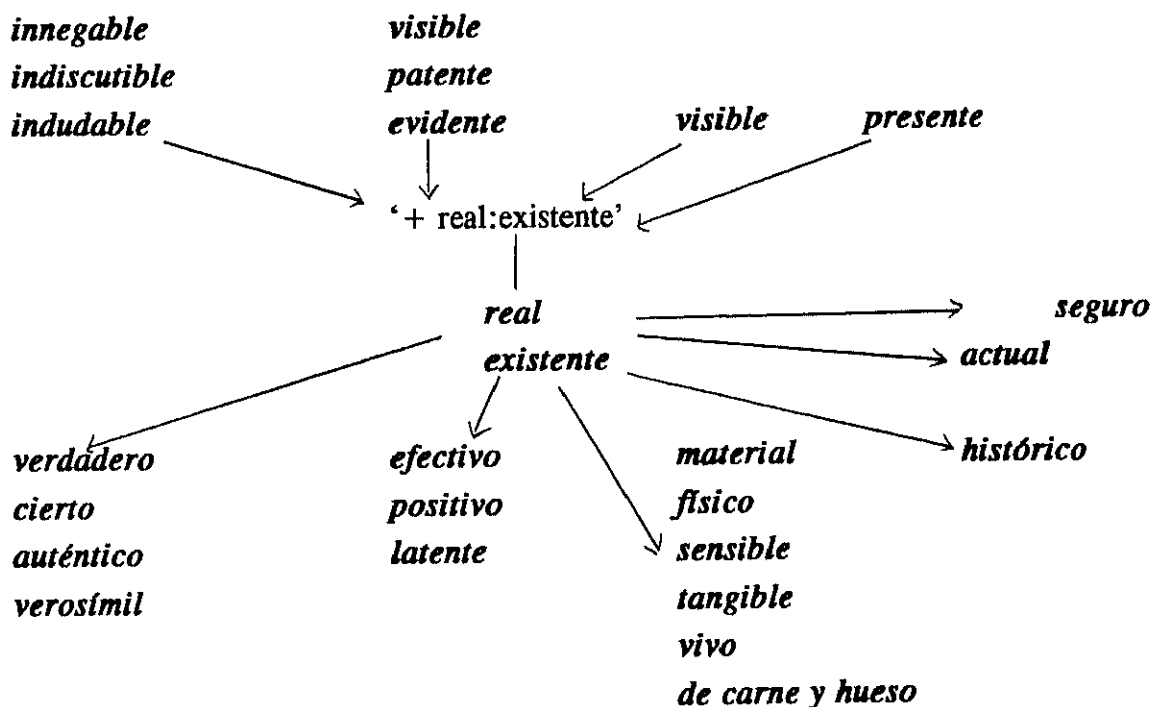 innegable visible
indiscutible patente
indudable evidente visible presente
‘+ real:existente’
real seguro
existente actual
verdadero efectivo material histórico
cierto positivo físico
auténtico latente sensible
verosímil tangible
vivo
de carne y hueso